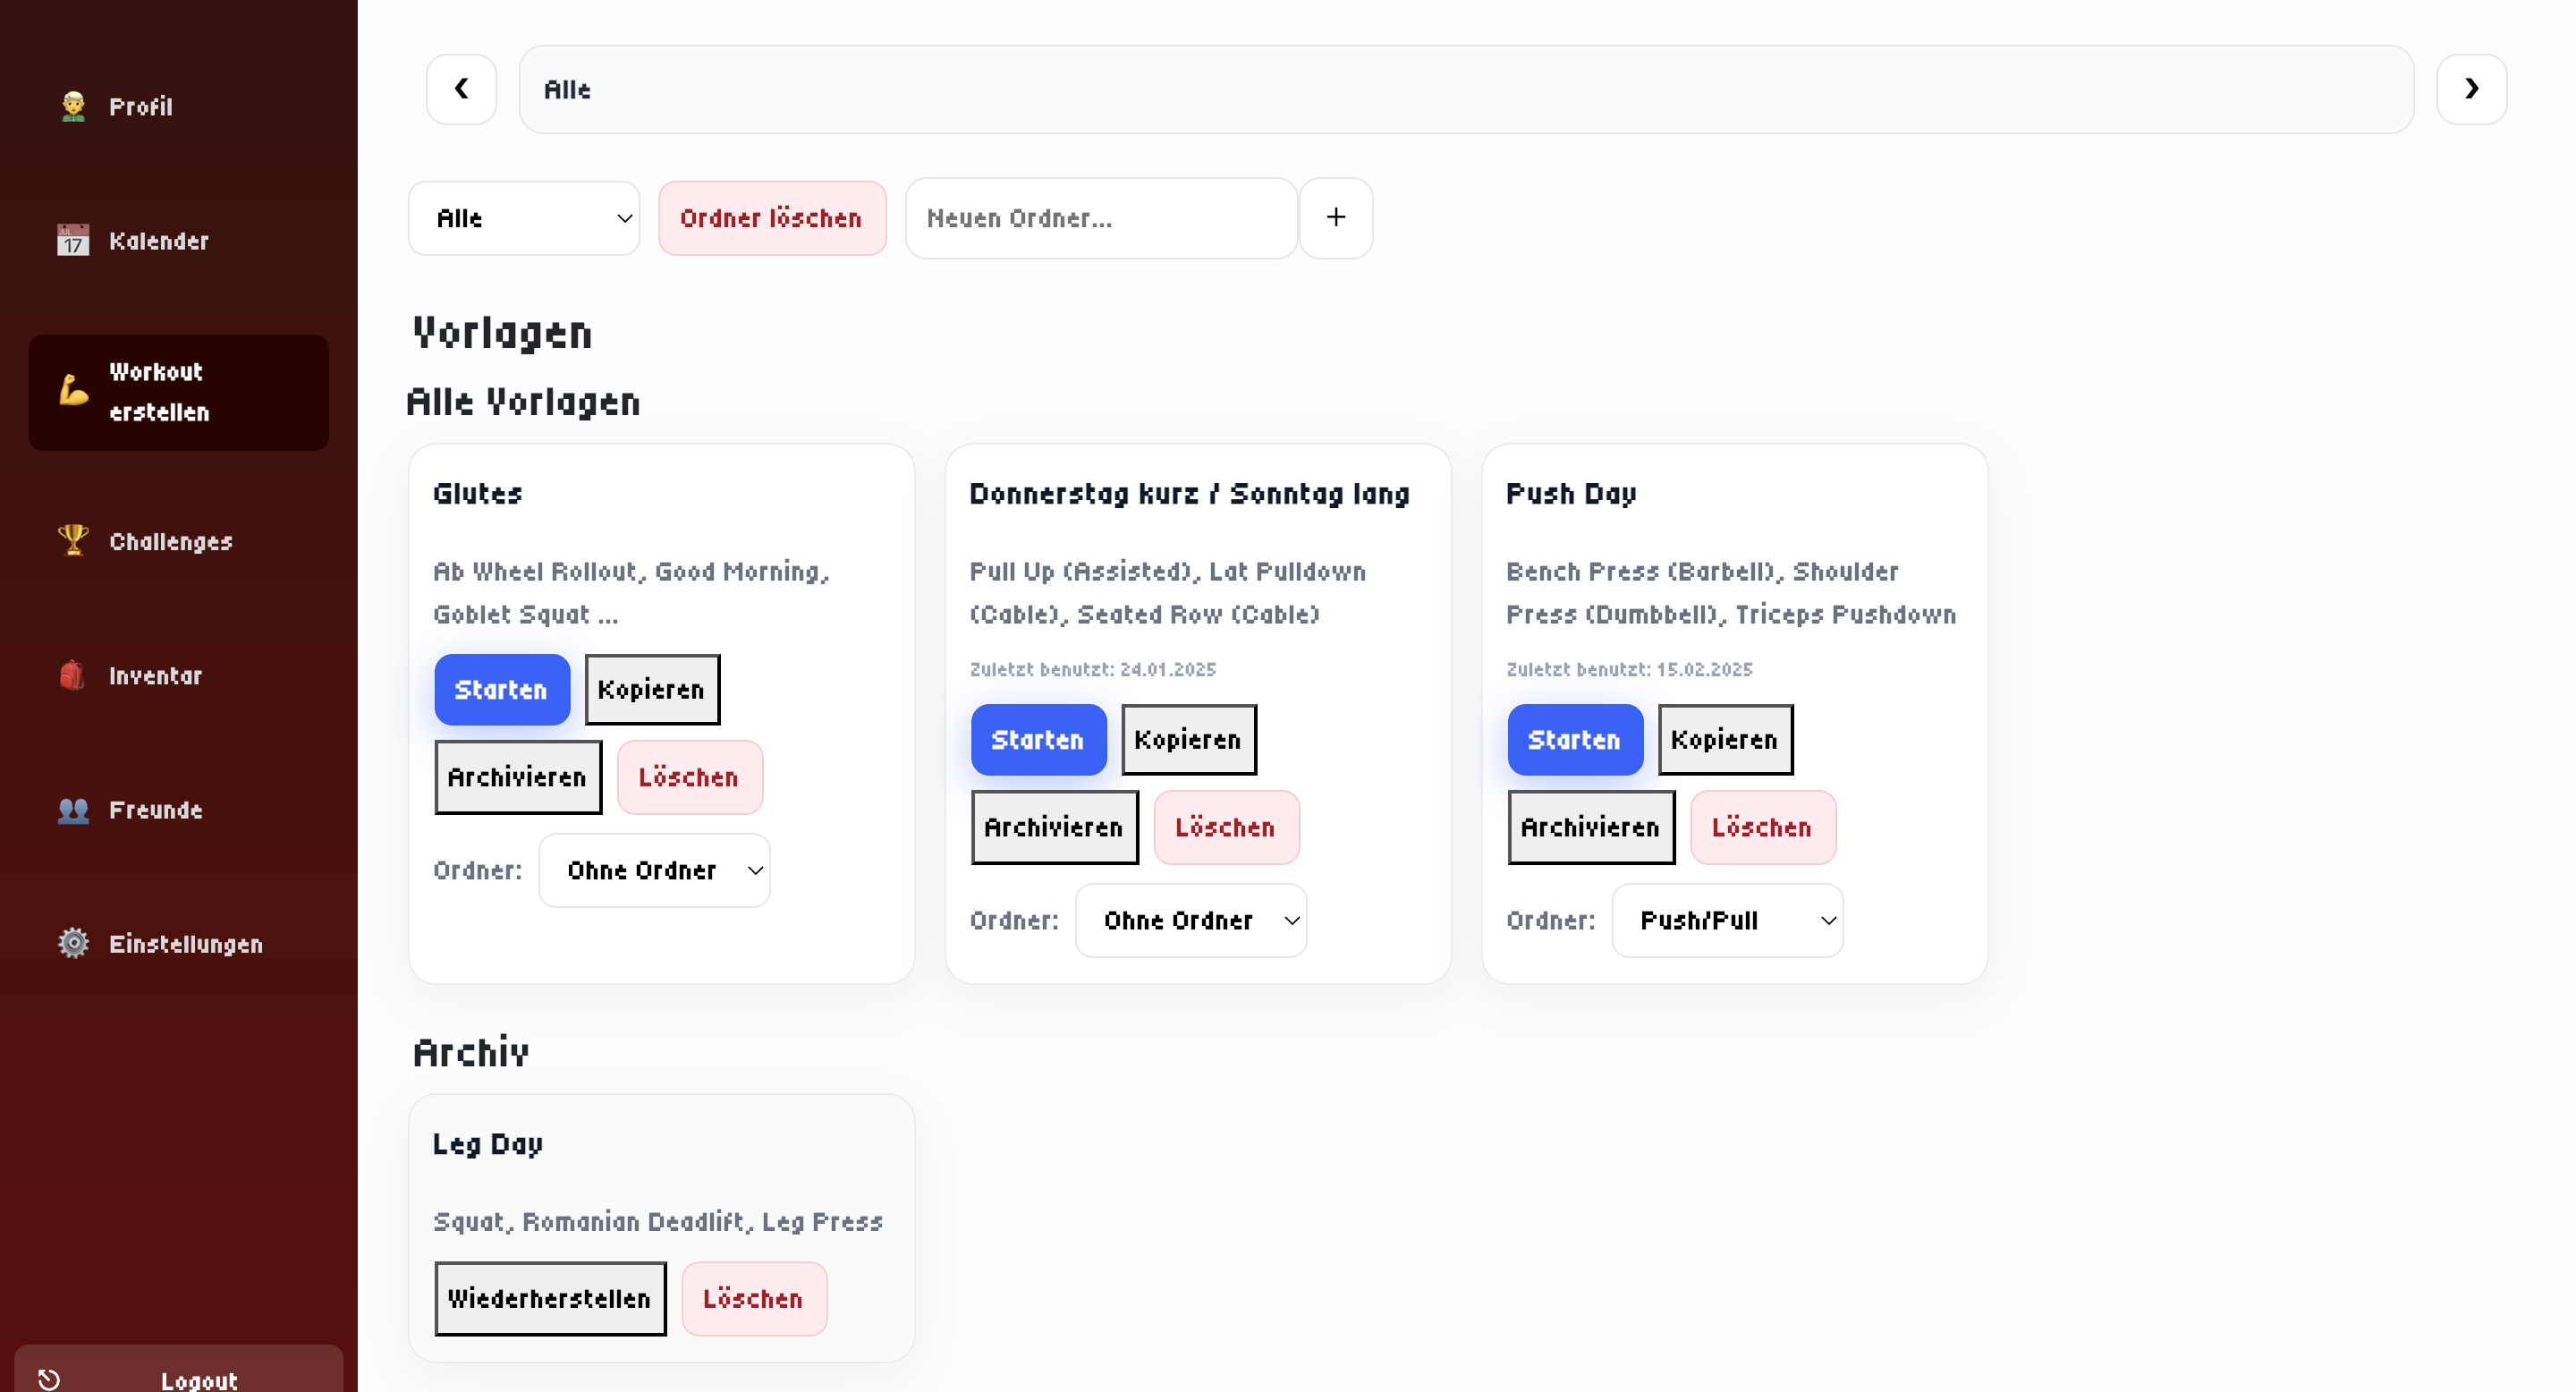 Profil
JUL
17
Kalender
Workout
erstellen
Challenges
Inventar
Freunde
Einstellungen
Logout
❮
Alle
❯
Alle
Ordner löschen
Neuen Ordner...
+
Vorlagen
Alle Vorlagen
Glutes
Ab Wheel Rollout, Good Morning,
Goblet Squat ...
Starten
Kopieren
Archivieren
Löschen
Ordner:
Ohne Ordner
Donnerstag kurz / Sonntag lang
Pull Up (Assisted), Lat Pulldown
(Cable), Seated Row (Cable)
Zuletzt benutzt: 24.01.2025
Starten
Kopieren
Archivieren
Löschen
Ordner:
Ohne Ordner
Push Day
Bench Press (Barbell), Shoulder
Press (Dumbbell), Triceps Pushdown
Zuletzt benutzt: 15.02.2025
Starten
Kopieren
Archivieren
Löschen
Ordner:
Push/Pull
Archiv
Leg Day
Squat, Romanian Deadlift, Leg Press
Wiederherstellen
Löschen